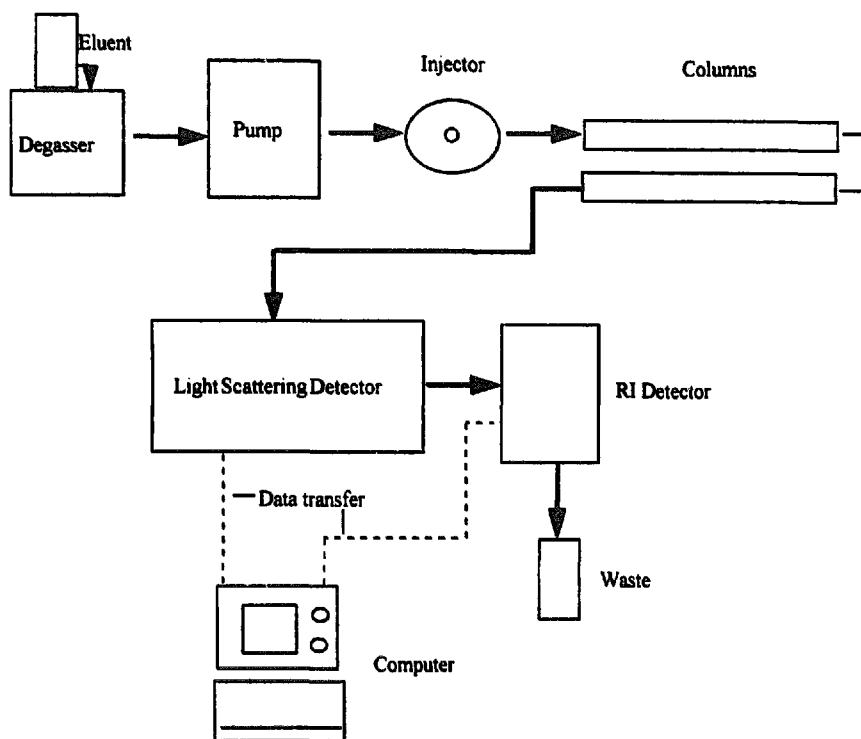 Eluent
Degasser
Pump
Injector
Columns
Light Scattering Detector
RI Detector
Data transfer
Waste
Computer